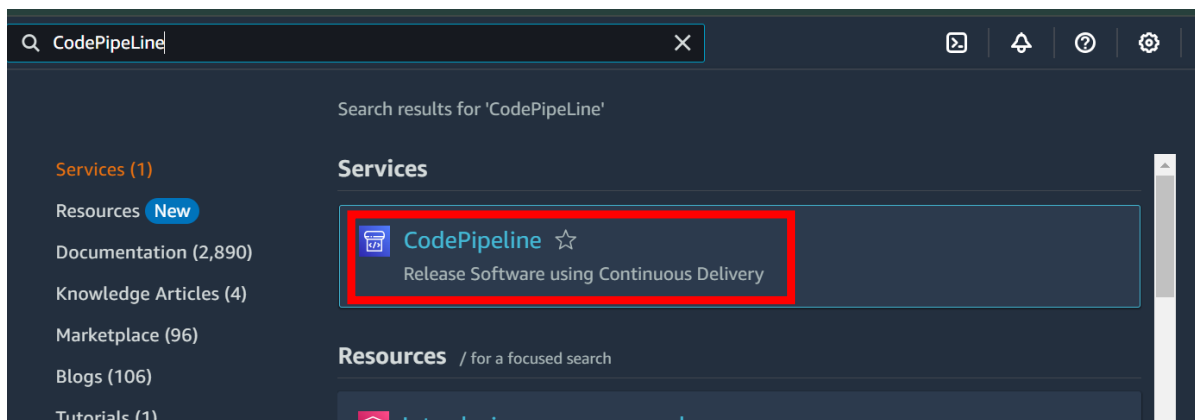 CodePipeLine
Search results for 'CodePipeLine'
Services (1)
Resources New
Documentation (2,890)
Knowledge Articles (4)
Marketplace (96)
Blogs (106)
Tutorials (1)
Services
CodePipeline
Release Software using Continuous Delivery
Resources / for a focused search